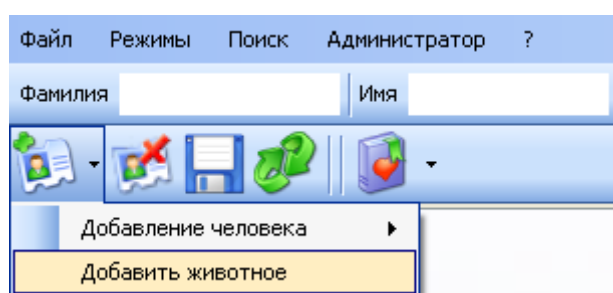 Файл Режимы Поиск Администратор ?
Фамилия Имя
Добавление человека
Добавить животное